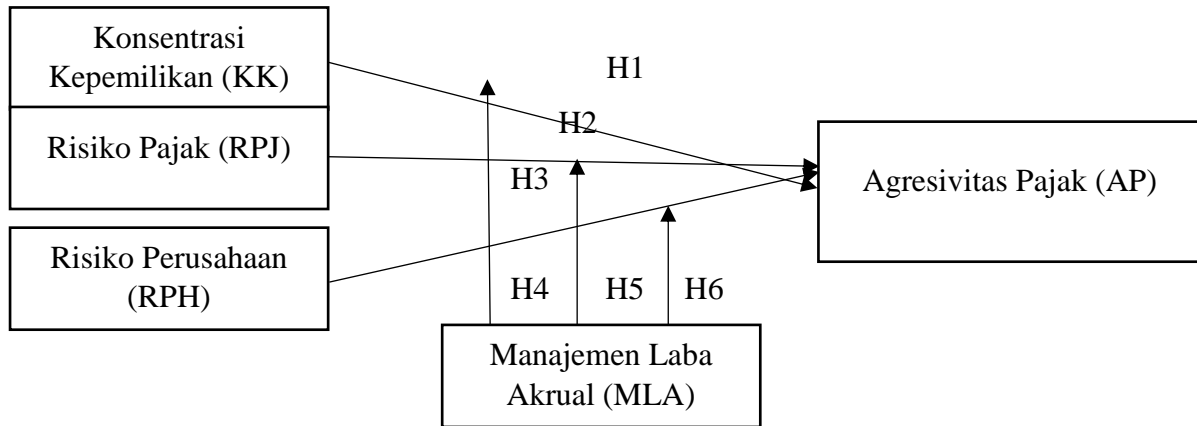 Konsentrasi
Kepemilikan (KK)
H1
H2
Risiko Pajak (RPJ)
H3
Agresivitas Pajak (AP)
Risiko Perusahaan
(RPH)
H4
H5
H6
Manajemen Laba
Akrual (MLA)